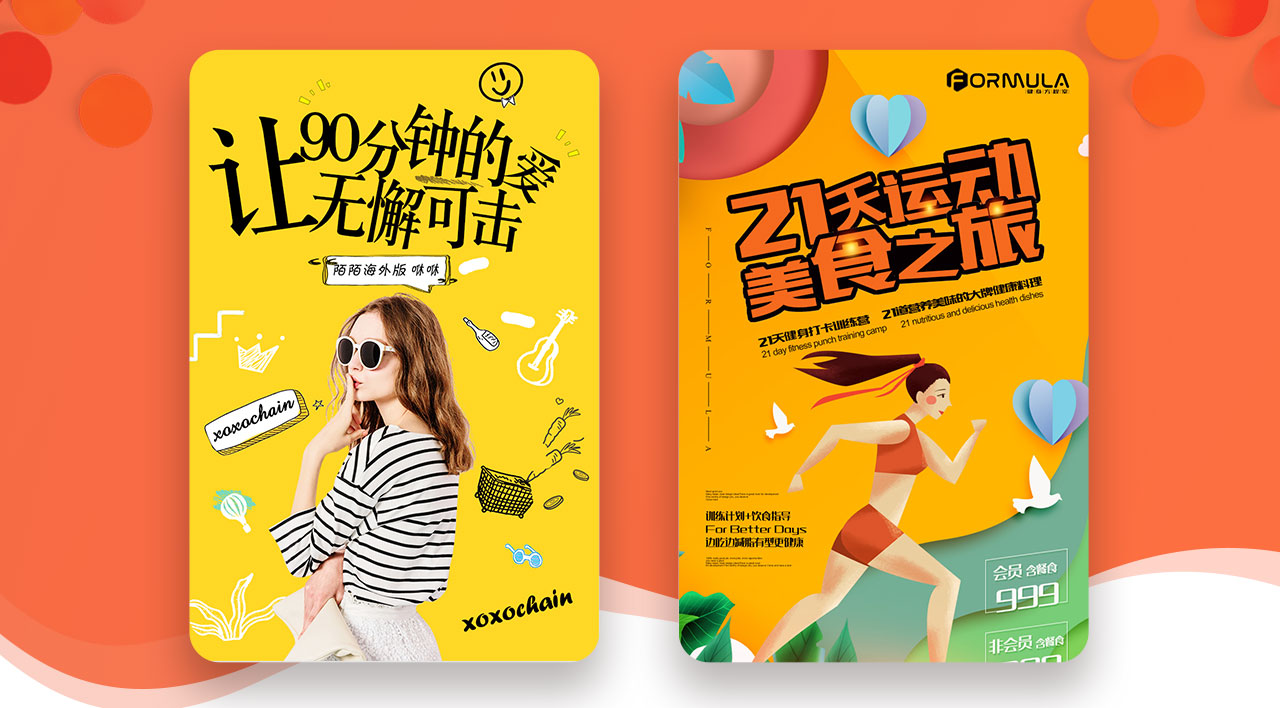 让90分钟的爱
无懈可击
陌陌海外版 咻咻
xoxochain
xoxochain
FORMULA
健身方程室
21天运动
美食之旅
21天健身打卡训练营 21道营养美味的大牌健康料理
21 day fitness punch training camp 21 nutritious and delicious health dishes
F—O—R—M—U—L—A
训练计划+饮食指导
For Better Days
边吃边减脂有型更健康
会员 含餐食
999
非会员 含餐食